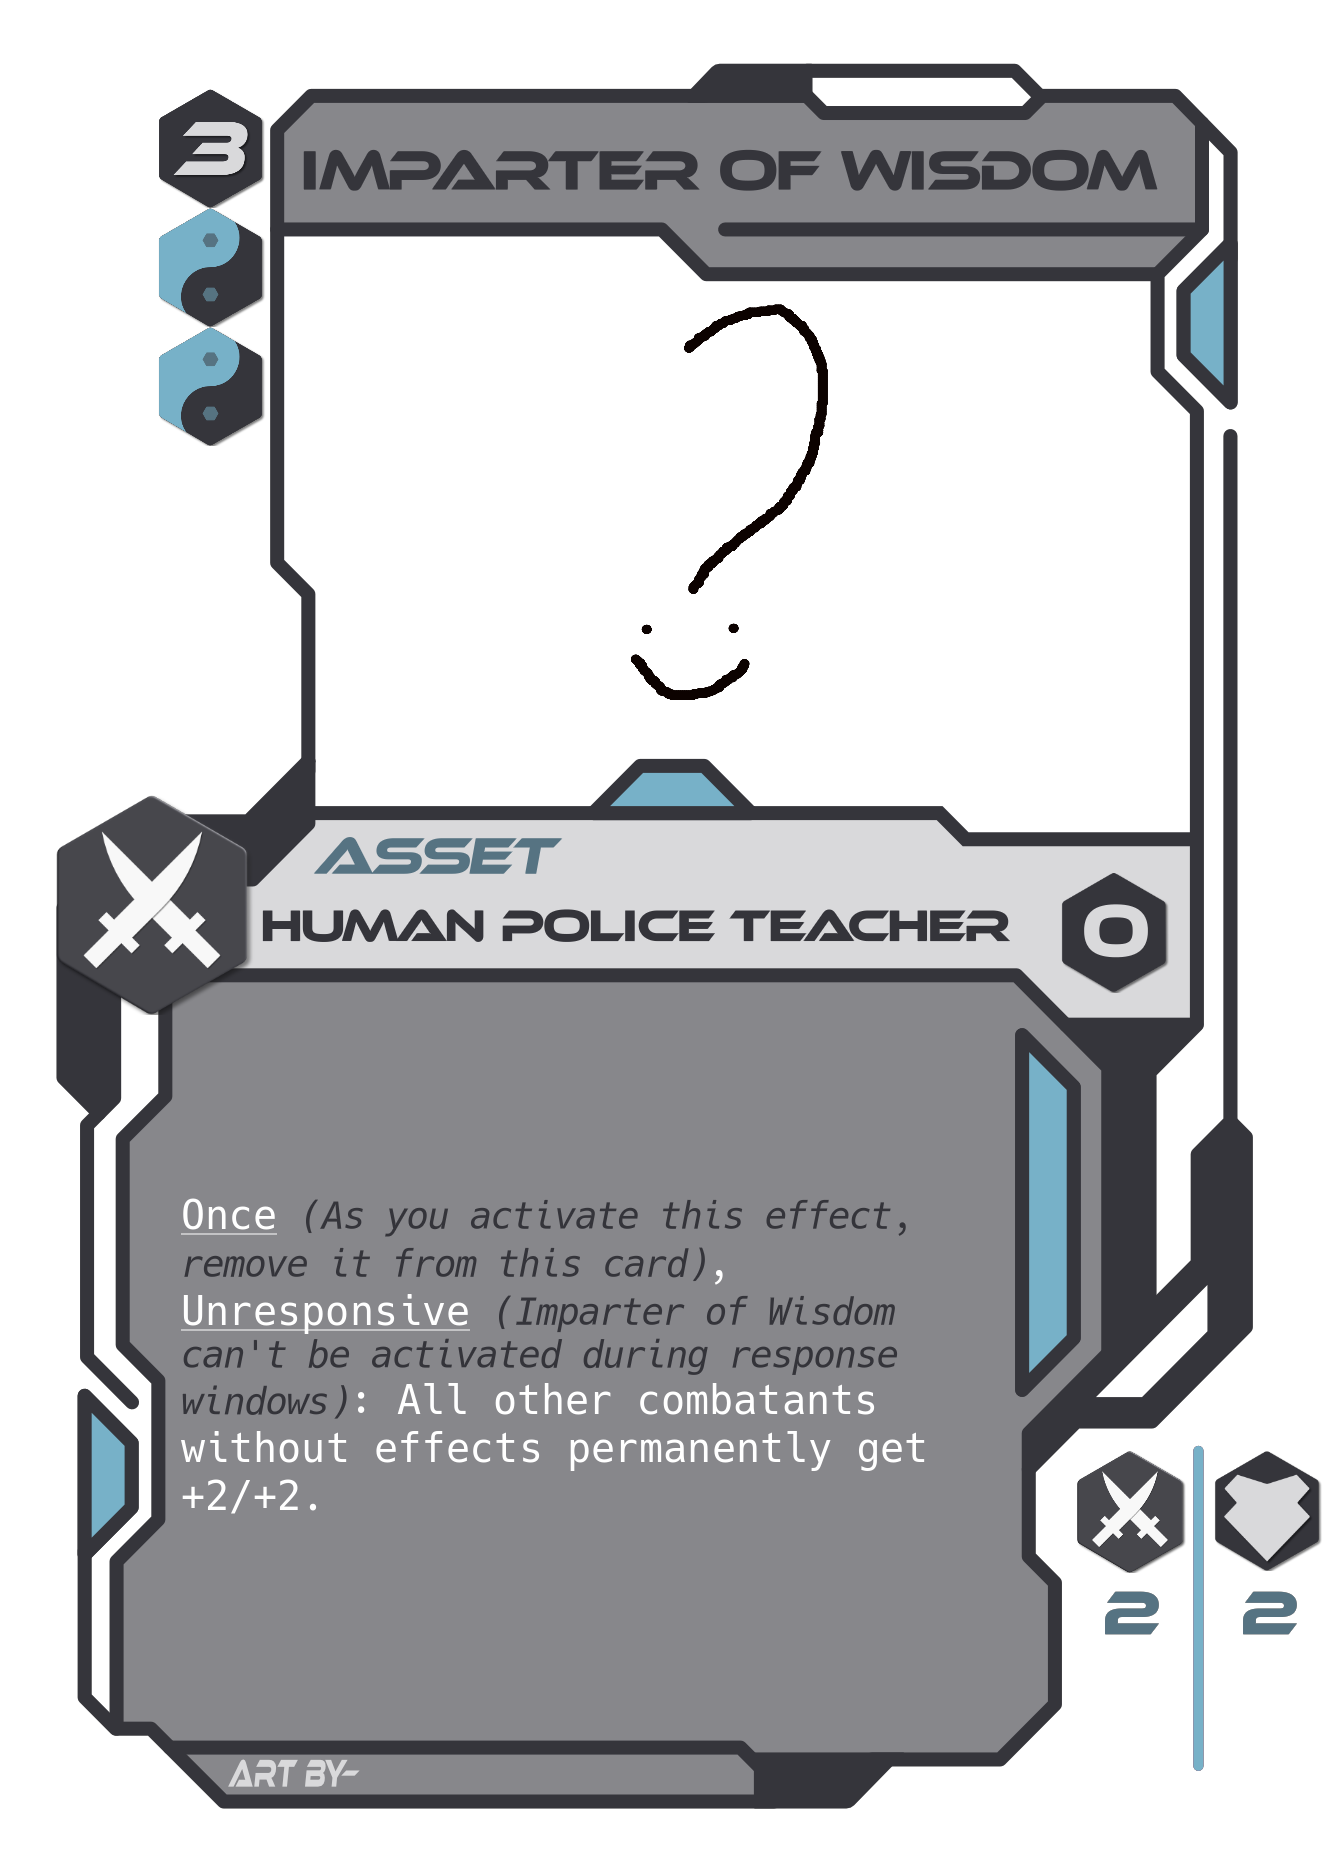 3
IMPARTER OF WISDOM
ASSET
HUMAN POLICE TEACHER
0
Once (As you activate this effect,
remove it from this card),
Unresponsive (Imparter of Wisdom
can't be activated during response
windows): All other combatants
without effects permanently get
+2/+2.
2 2
ART BY-